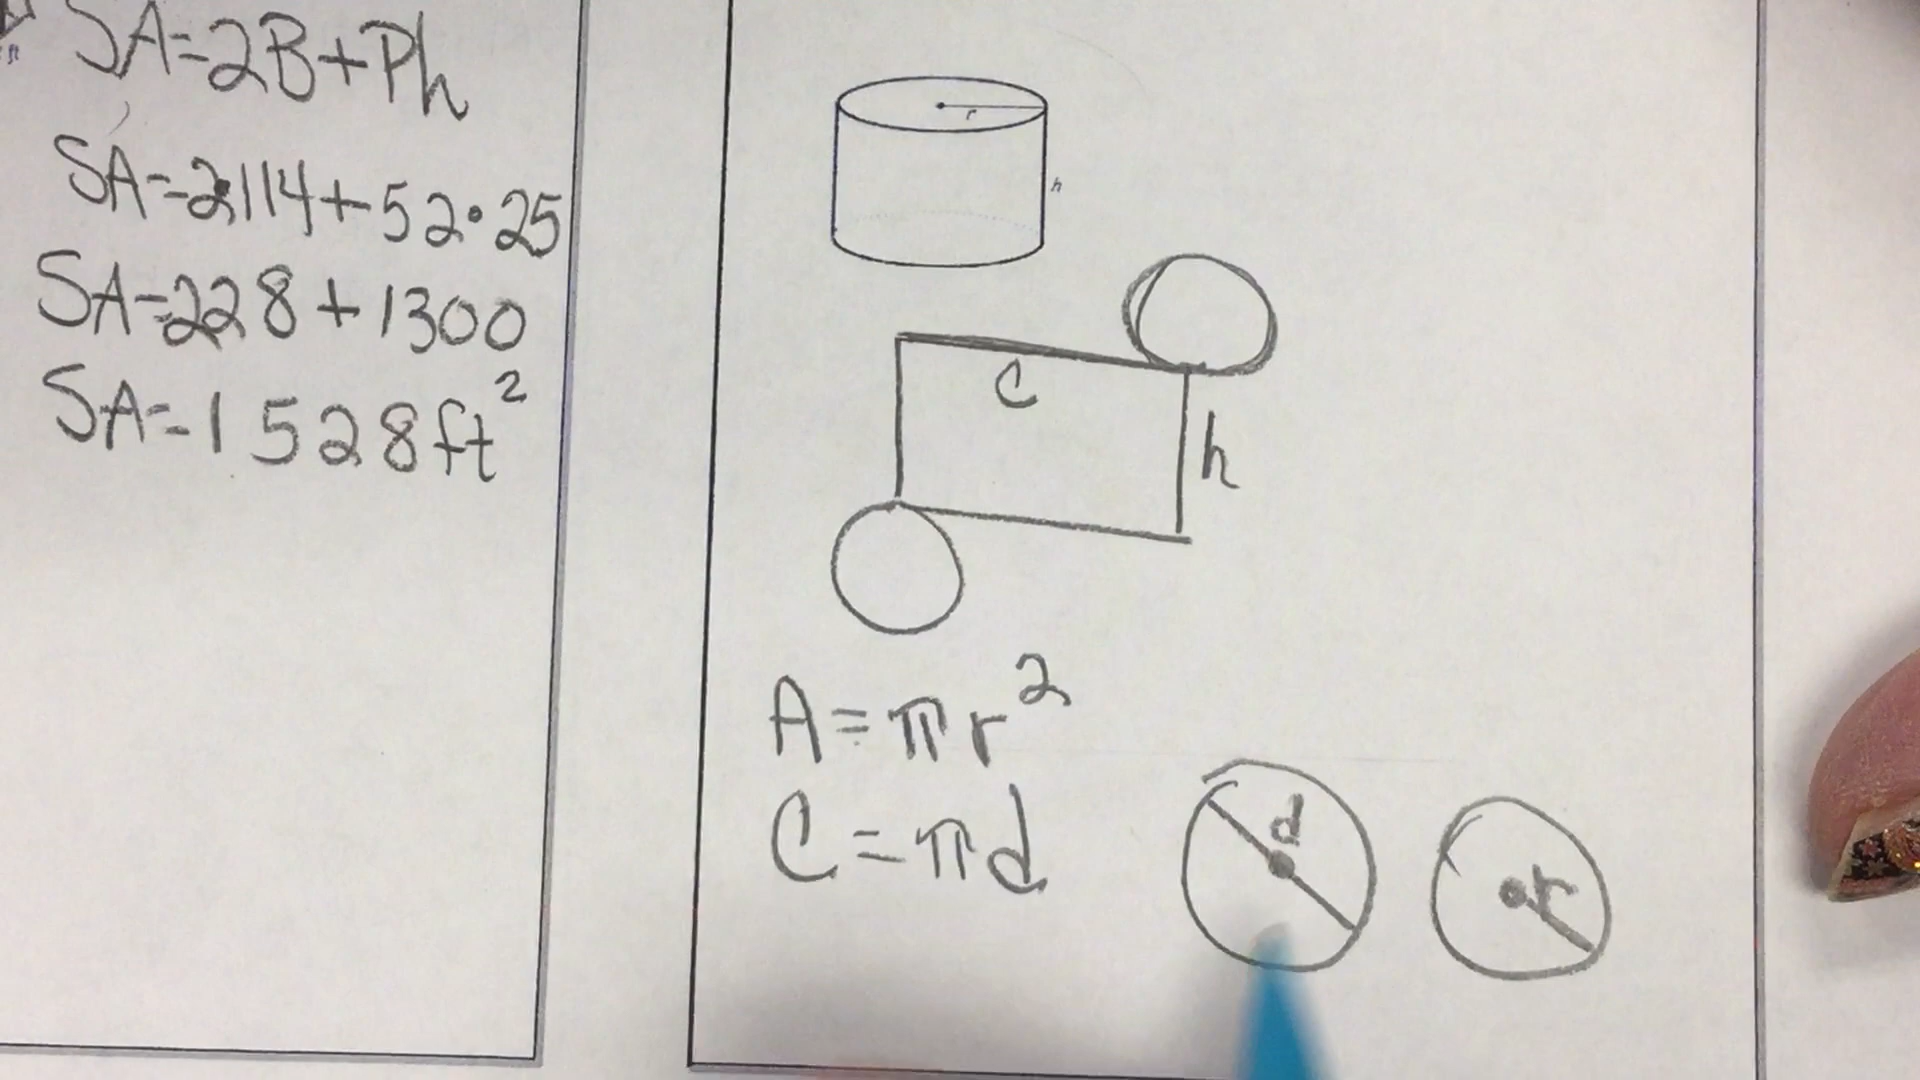 SA=2B+Ph
SA=2•114+52•25
SA=228+1300
SA=1528ft²
r
h
C
h
A=πr²
C=πd
d
r